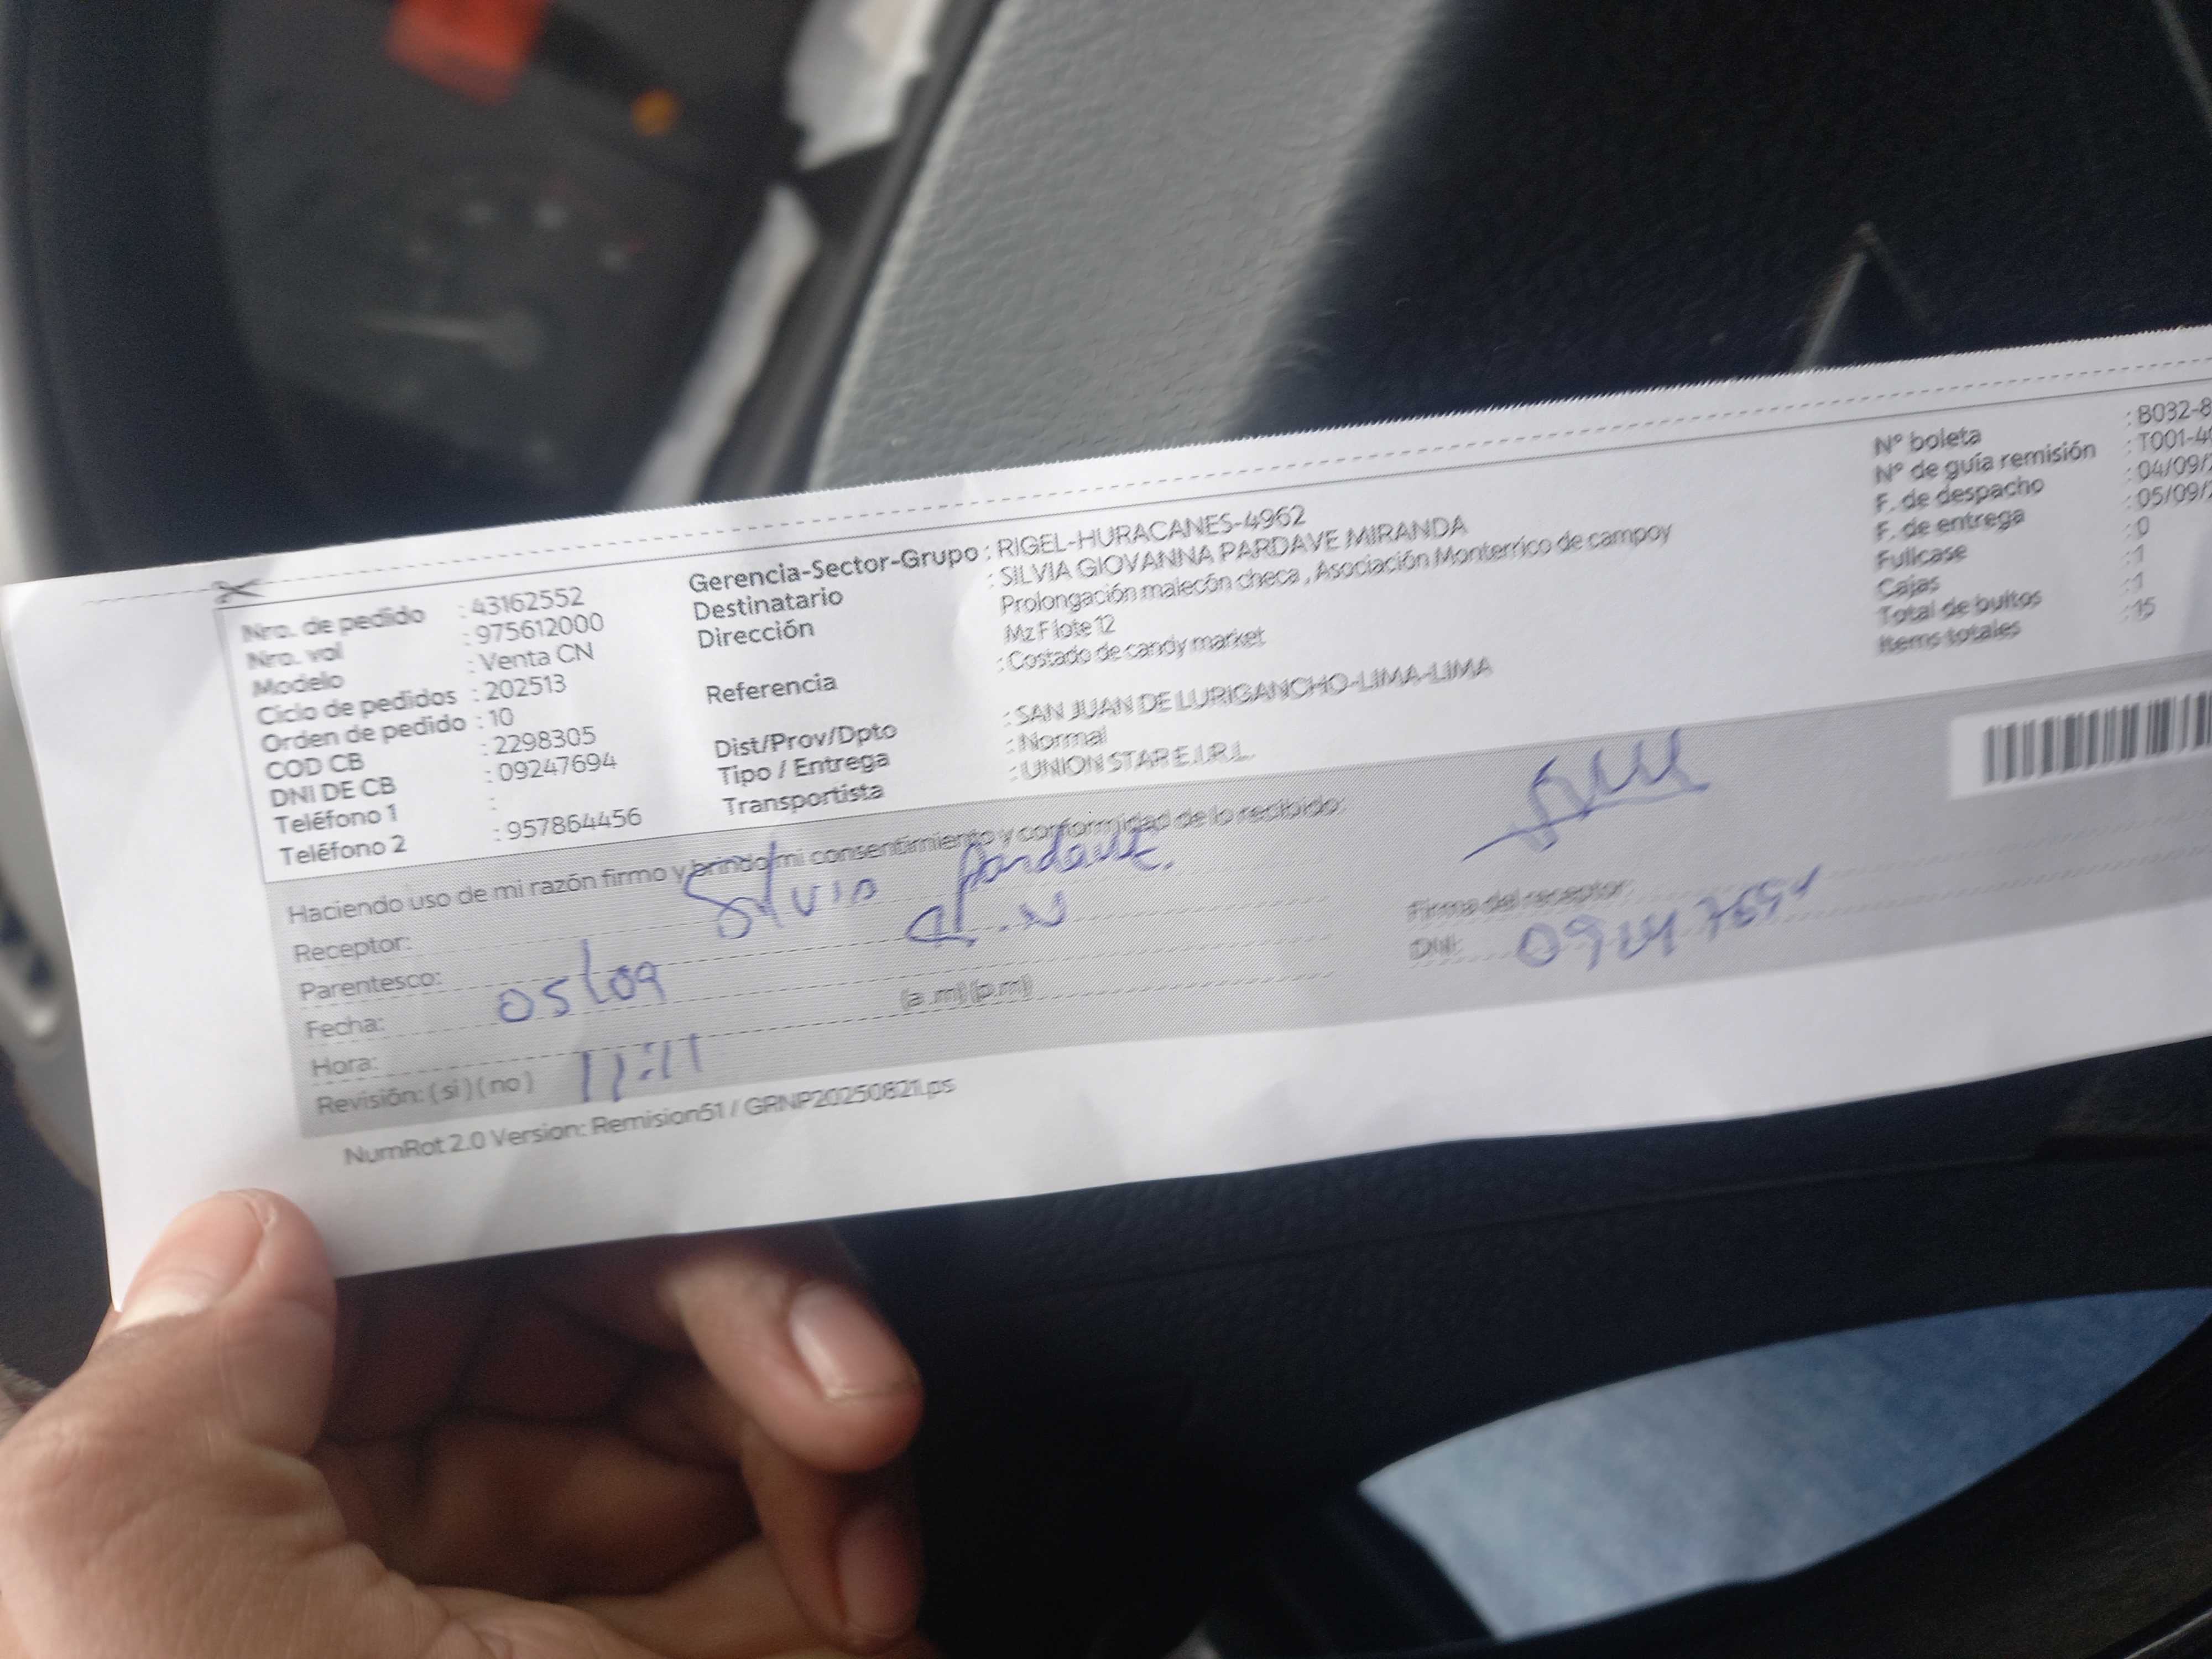 Nro. de pedido : 43162552
Nro. vol : 975612000
Modelo : Venta CN
Ciclo de pedidos : 202513
Orden de pedido : 10
COD CB : 2298305
DNI DE CB : 09247694
Teléfono 1 :
Teléfono 2 : 957864456
Gerencia-Sector-Grupo : RIGEL-HURACANES-4962
Destinatario : SILVIA GIOVANNA PARDAVE MIRANDA
Dirección Prolongación malecón checa , Asociación Monterrico de campoy
Mz F lote 12
Referencia : Costado de candy market
Dist/Prov/Dpto : SAN JUAN DE LURIGANCHO-LIMA-LIMA
Tipo / Entrega : Normal
Transportista : UNION STAR E.I.R.L.
Nº boleta : B032-8
Nº de guía remisión : T001-4
F. de despacho : 04/09/
F. de entrega : 05/09/
Fullcase : 0
Cajas : 1
Total de bultos : 1
Items totales : 15
Haciendo uso de mi razón firmo y brindo mi consentimiento y conformidad de lo recibido:
Receptor: Silvia Pardave.
Parentesco:
Fecha: 05/09
Hora: 11:11 (a.m) (p.m)
Revisión: ( si ) ( no )
Firma del receptor:
DNI: 09247694
NumRot 2.0 Version: Remision51 / GRNP20250821.ps